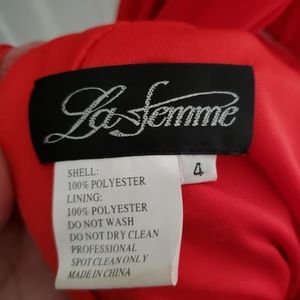 La Femme
4
SHELL:
100% POLYESTER
LINING:
100% POLYESTER
DO NOT WASH
DO NOT DRY CLEAN
PROFESSIONAL
SPOT CLEAN ONLY
MADE IN CHINA